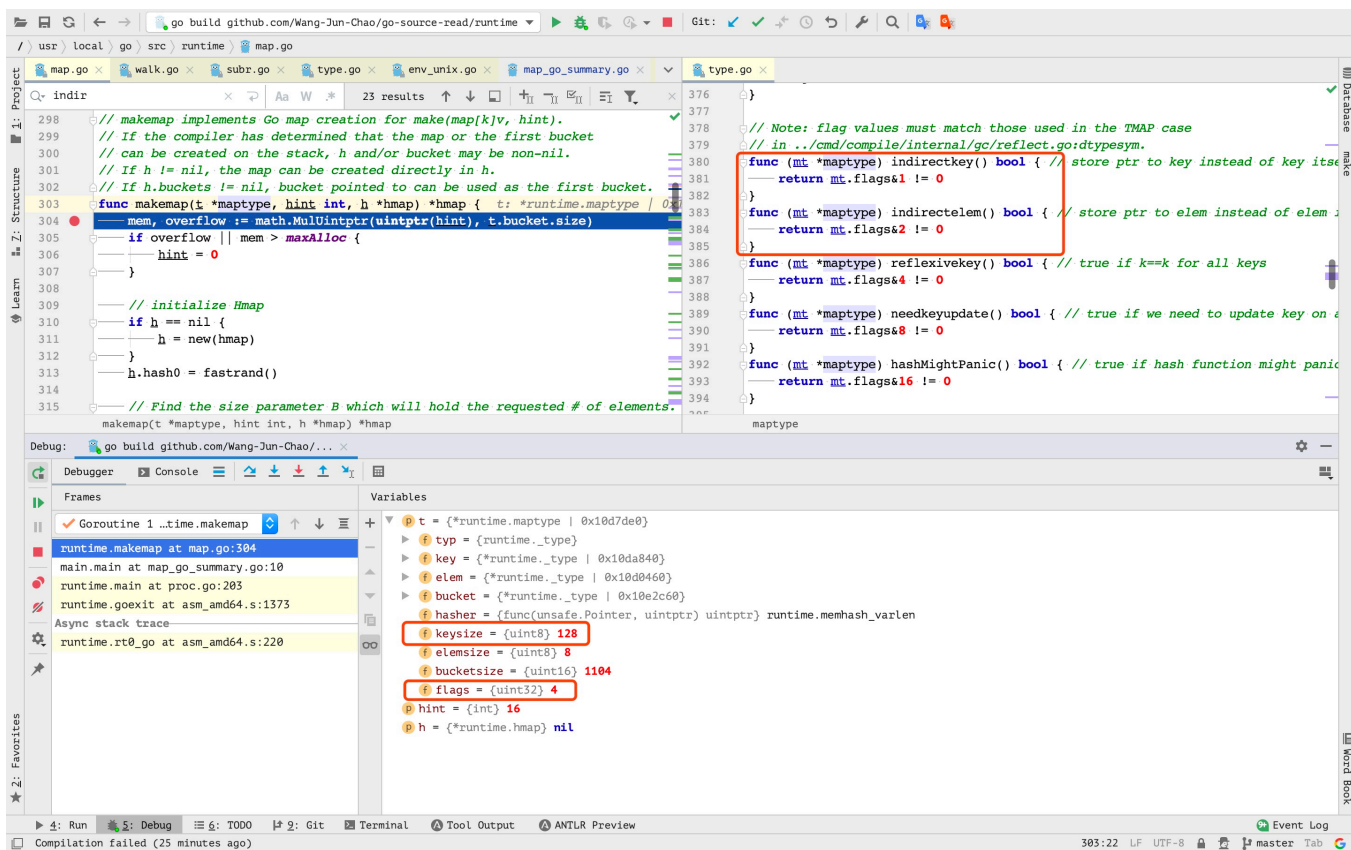 go build github.com/Wang-Jun-Chao/go-source-read/runtime
Git:
/ usr local go src runtime map.go
map.go walk.go subr.go type.go env_unix.go map_go_summary.go
indir
Aa W .* 23 results
298 // makemap implements Go map creation for make(map[k]v, hint).
299 // If the compiler has determined that the map or the first bucket
300 // can be created on the stack, h and/or bucket may be non-nil.
301 // If h != nil, the map can be created directly in h.
302 // If h.buckets != nil, bucket pointed to can be used as the first bucket.
303 func makemap(t *maptype, hint int, h *hmap) *hmap { t: *runtime.maptype | 0x1
304 mem, overflow := math.MulUintptr(uintptr(hint), t.bucket.size)
305 if overflow || mem > maxAlloc {
306 hint = 0
307 }
308
309 // initialize Hmap
310 if h == nil {
311 h = new(hmap)
312 }
313 h.hash0 = fastrand()
314
315 // Find the size parameter B which will hold the requested # of elements.
makemap(t *maptype, hint int, h *hmap) *hmap
type.go
376 }
377
378 // Note: flag values must match those used in the TMAP case
379 // in ../cmd/compile/internal/gc/reflect.go:dtypesym.
380 func (mt *maptype) indirectkey() bool { // store ptr to key instead of key itse
381 return mt.flags&1 != 0
382 }
383 func (mt *maptype) indirectelem() bool { // store ptr to elem instead of elem i
384 return mt.flags&2 != 0
385 }
386 func (mt *maptype) reflexivekey() bool { // true if k==k for all keys
387 return mt.flags&4 != 0
388 }
389 func (mt *maptype) needkeyupdate() bool { // true if we need to update key on a
390 return mt.flags&8 != 0
391 }
392 func (mt *maptype) hashMightPanic() bool { // true if hash function might panic
393 return mt.flags&16 != 0
394 }
395
maptype
1: Project
7: Structure
Learn
2: Favorites
Database
make
Word Book
Debug: go build github.com/Wang-Jun-Chao/...
Debugger Console
Frames
Goroutine 1 …time.makemap
runtime.makemap at map.go:304
main.main at map_go_summary.go:10
runtime.main at proc.go:203
runtime.goexit at asm_amd64.s:1373
Async stack trace
runtime.rt0_go at asm_amd64.s:220
Variables
t = {*runtime.maptype | 0x10d7de0}
typ = {runtime._type}
key = {*runtime._type | 0x10da840}
elem = {*runtime._type | 0x10d0460}
bucket = {*runtime._type | 0x10e2c60}
hasher = {func(unsafe.Pointer, uintptr) uintptr} runtime.memhash_varlen
keysize = {uint8} 128
elemsize = {uint8} 8
bucketsize = {uint16} 1104
flags = {uint32} 4
hint = {int} 16
h = {*runtime.hmap} nil
4: Run 5: Debug 6: TODO 9: Git Terminal Tool Output ANTLR Preview 9+ Event Log
Compilation failed (25 minutes ago) 303:22 LF UTF-8 master Tab